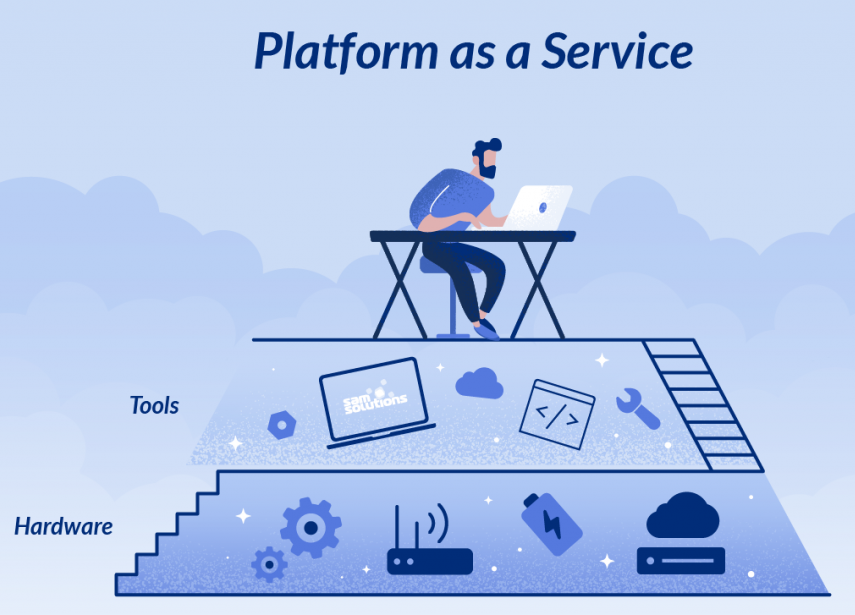 Platform as a Service
Tools
sam
solutions
</>
Hardware